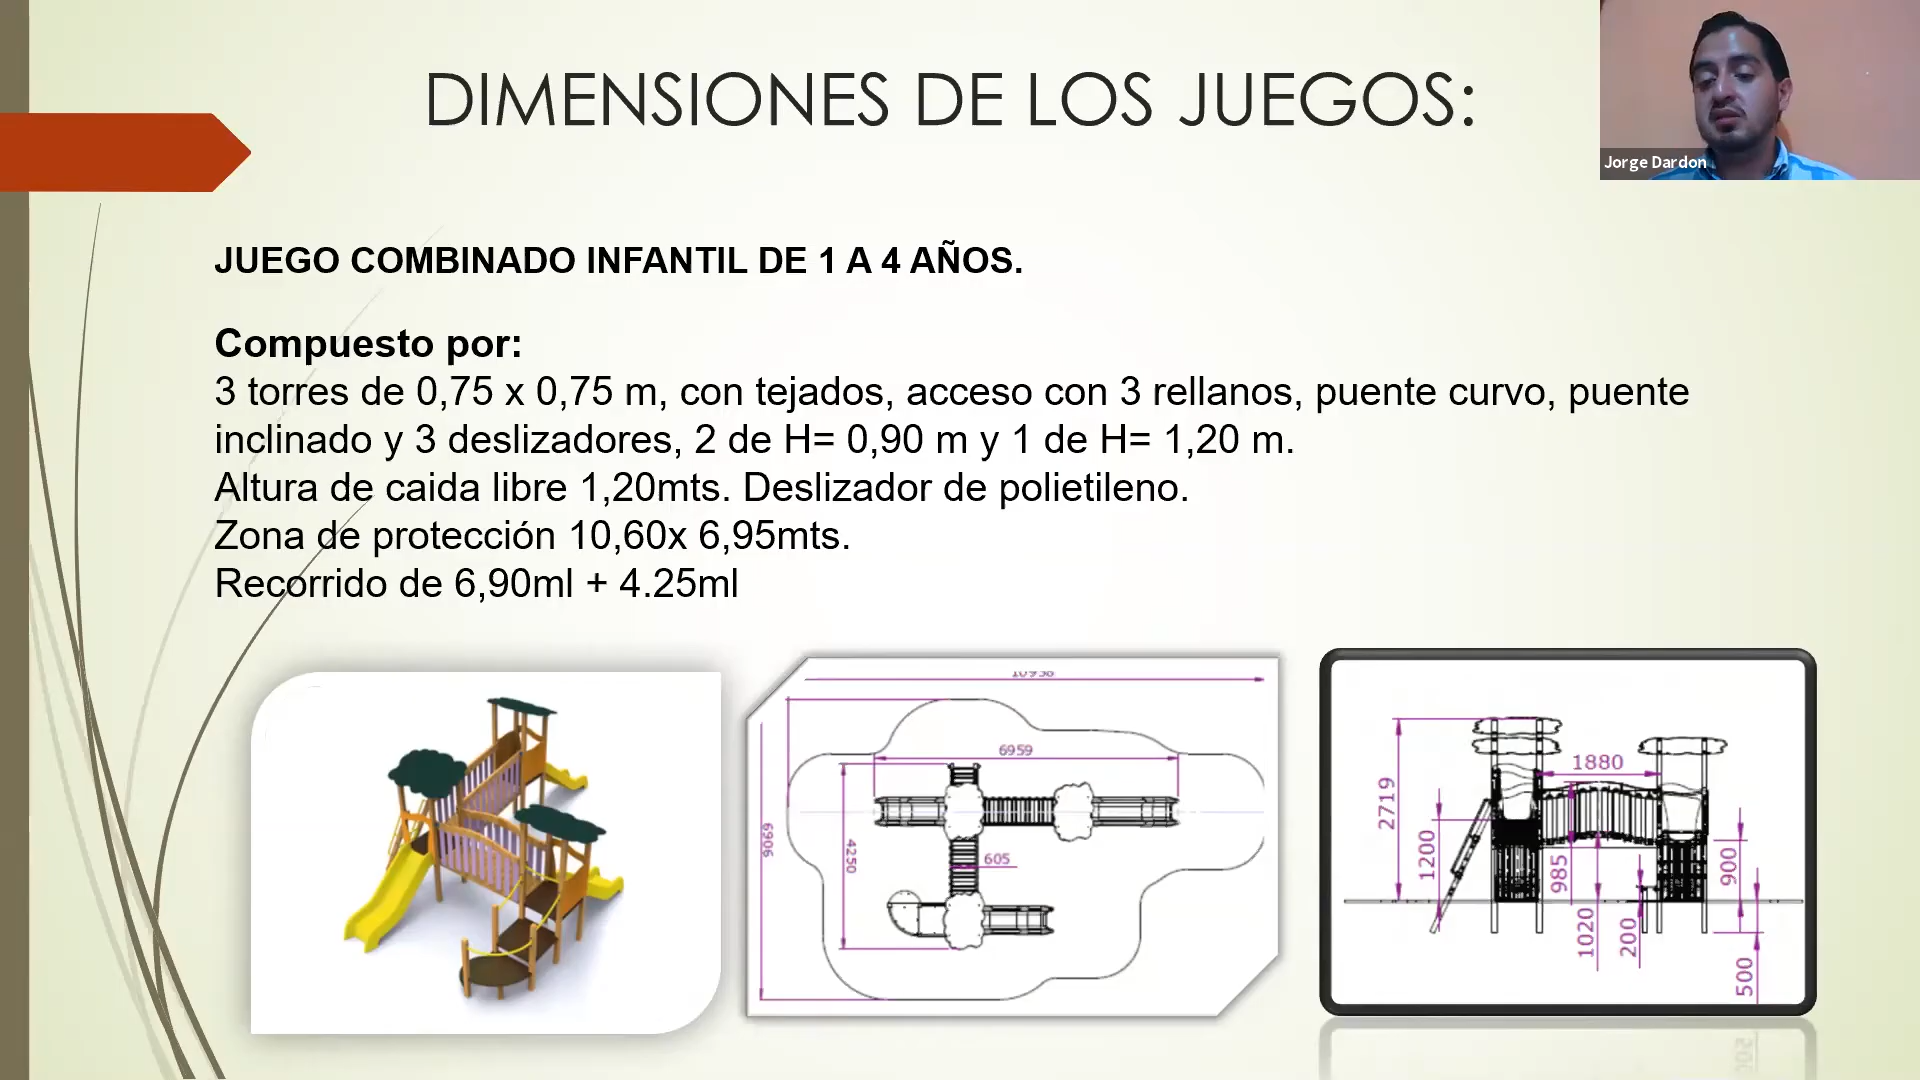 DIMENSIONES DE LOS JUEGOS:
Jorge Dardon
JUEGO COMBINADO INFANTIL DE 1 A 4 AÑOS.
Compuesto por:
3 torres de 0,75 x 0,75 m, con tejados, acceso con 3 rellanos, puente curvo, puente
inclinado y 3 deslizadores, 2 de H= 0,90 m y 1 de H= 1,20 m.
Altura de caida libre 1,20mts. Deslizador de polietileno.
Zona de protección 10,60x 6,95mts.
Recorrido de 6,90ml + 4.25ml
6959
6906
4250
605
1880
2719
1200
985
1020
200
900
500